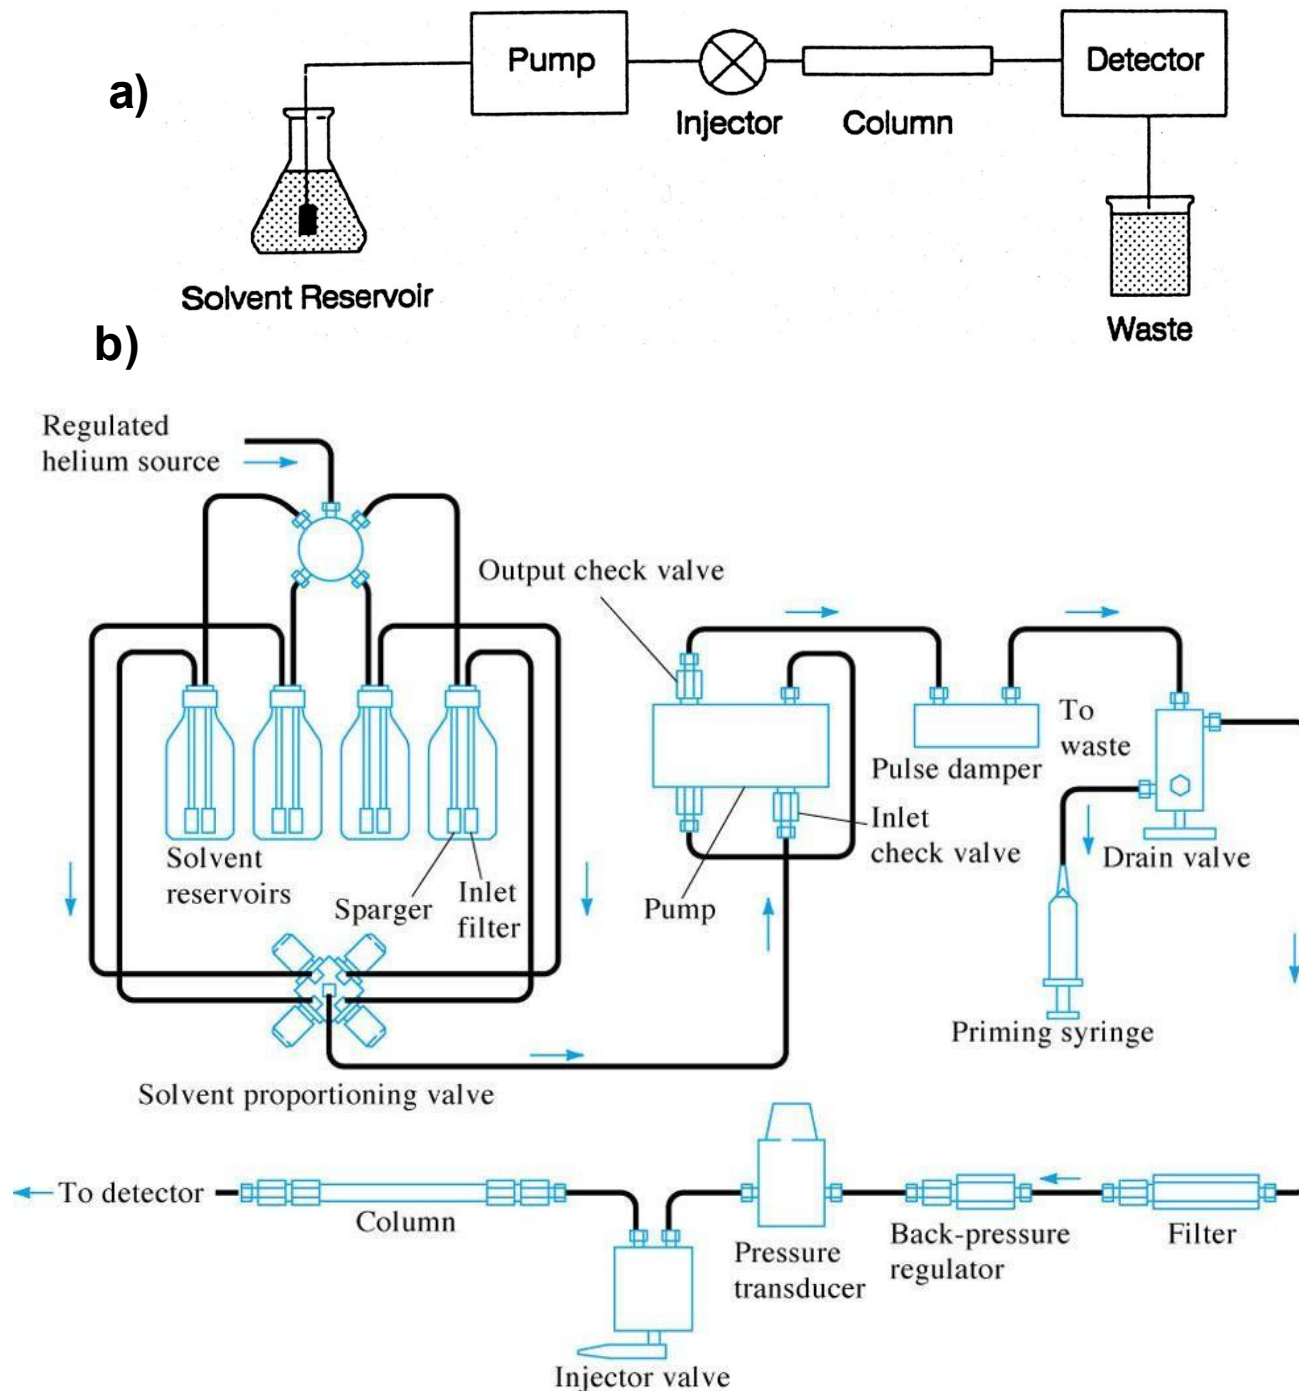 a)
Pump
Injector
Column
Detector
Solvent Reservoir
Waste
b)
Regulated
helium source
Output check valve
To
waste
Pulse damper
Inlet
check valve
Drain valve
Solvent
reservoirs
Sparger
Inlet
filter
Pump
Priming syringe
Solvent proportioning valve
To detector
Column
Pressure
transducer
Back-pressure
regulator
Filter
Injector valve